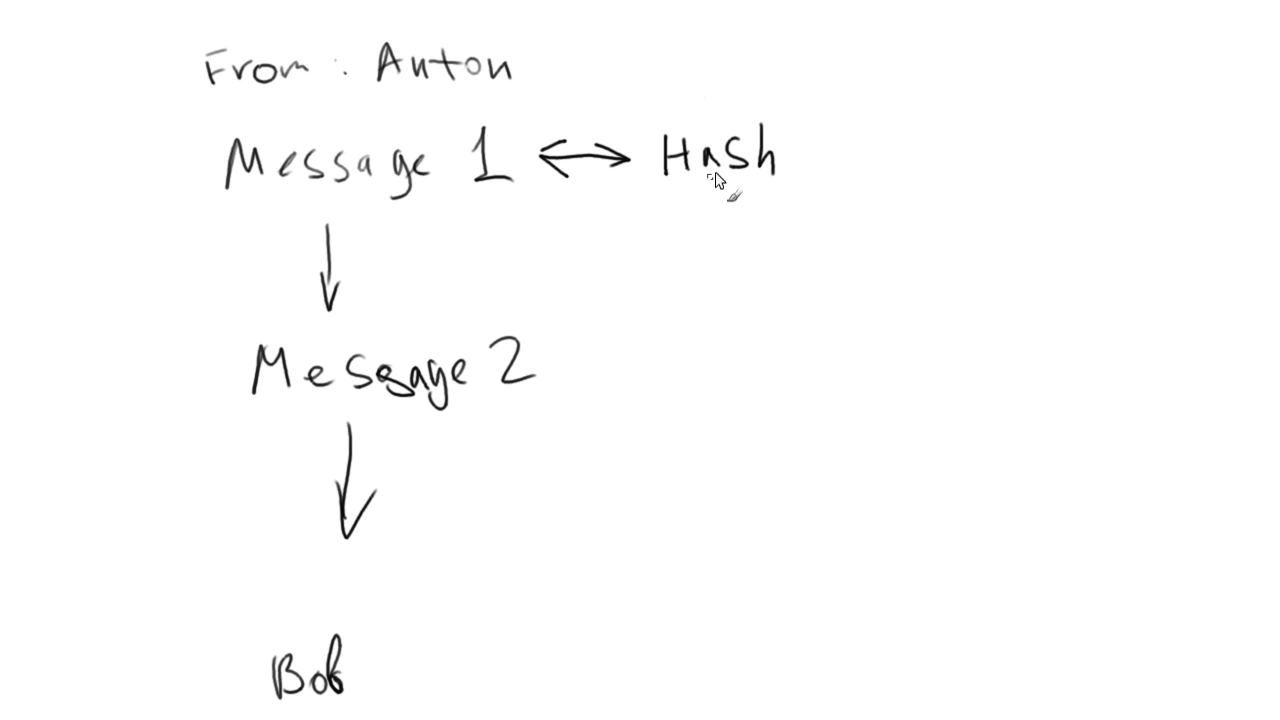 From : Anton
Message 1 ↔ Hash
Message 2
Bob